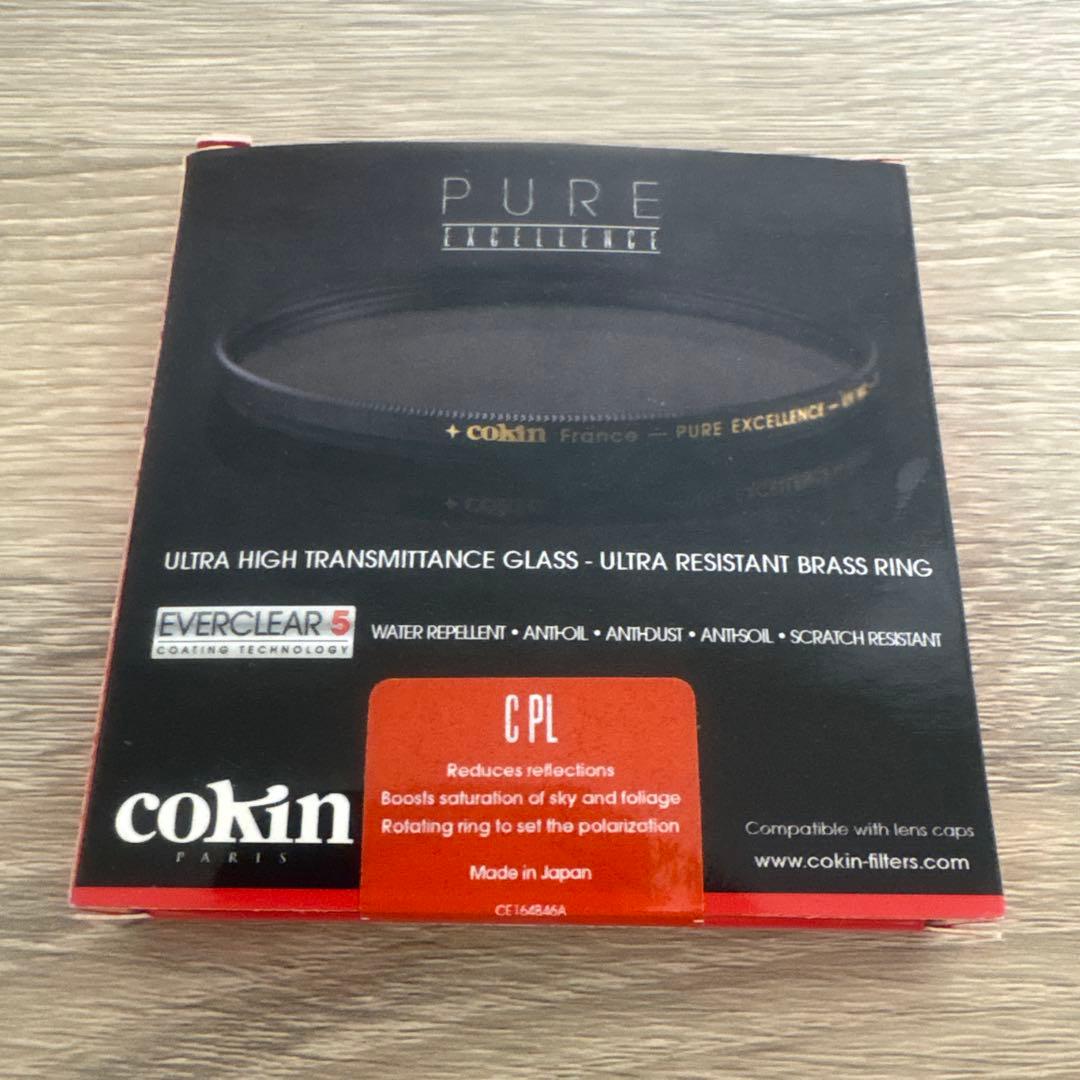 PURE
EXCELLENCE
cokin France — PURE EXCELLENCE —
ULTRA HIGH TRANSMITTANCE GLASS - ULTRA RESISTANT BRASS RING
EVERCLEAR 5
COATING TECHNOLOGY
WATER REPELLENT • ANTI-OIL • ANTI-DUST • ANTI-SOIL • SCRATCH RESISTANT
C PL
Reduces reflections
Boosts saturation of sky and foliage
Rotating ring to set the polarization
Made in Japan
CE164B46A
cokin
PARIS
Compatible with lens caps
www.cokin-filters.com